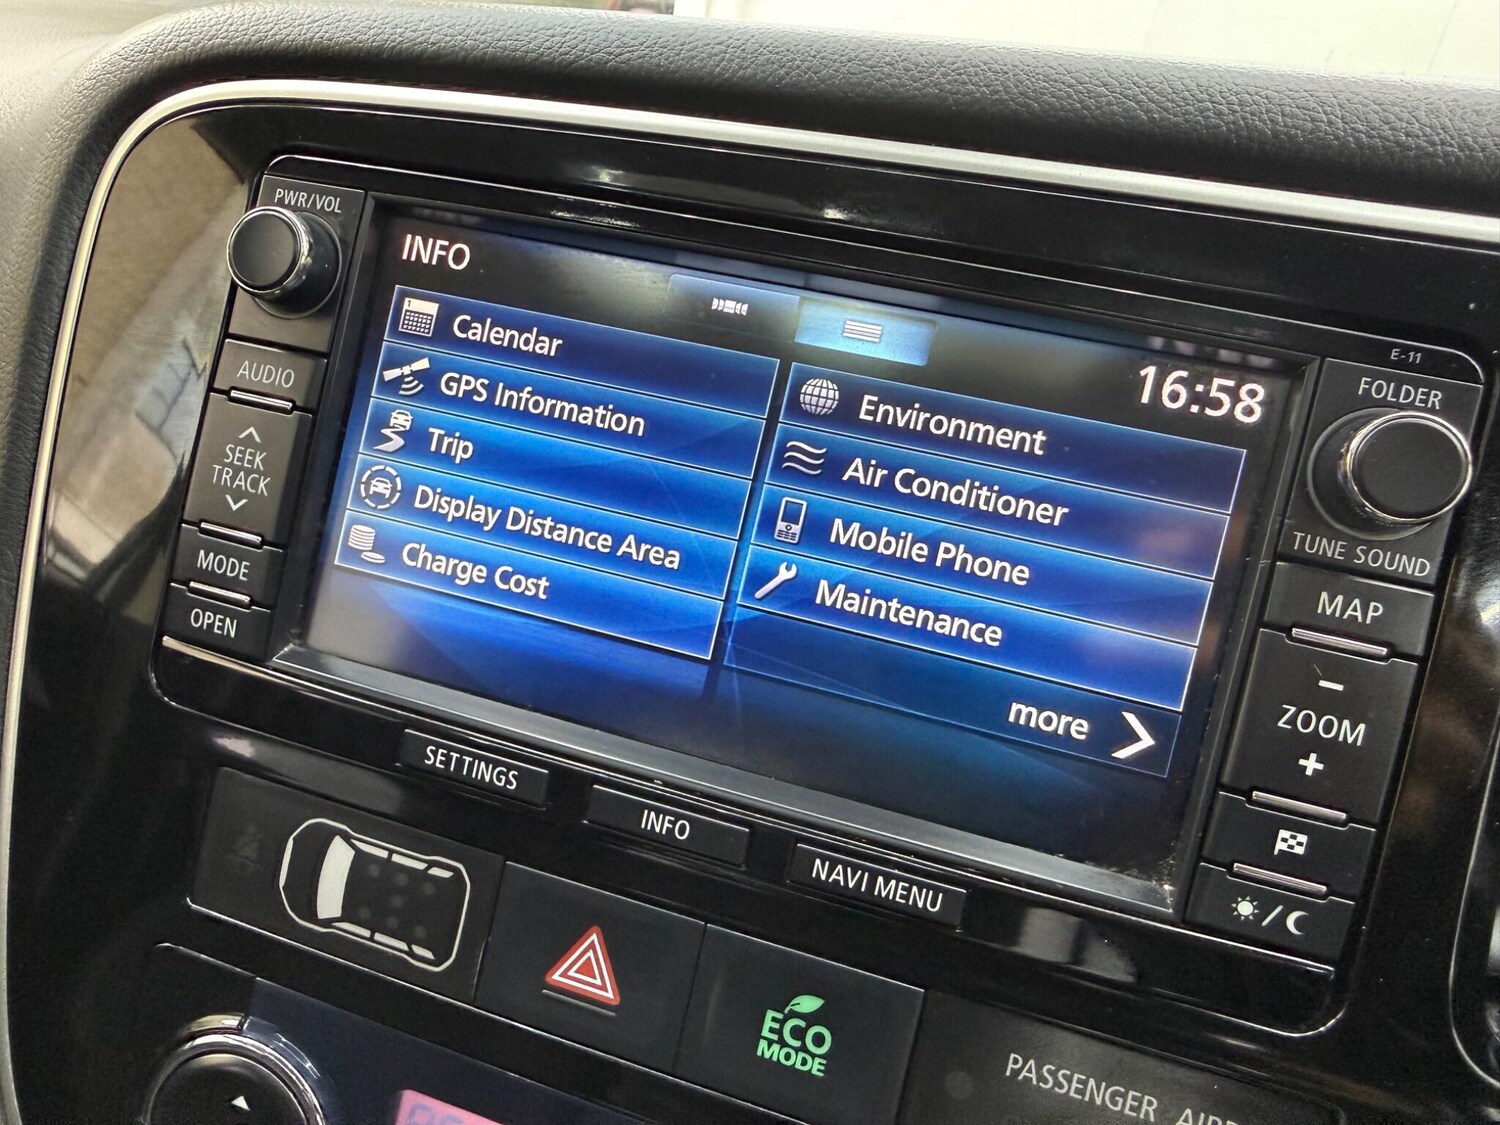 PWR/VOL
AUDIO
SEEK
TRACK
MODE
OPEN
INFO
16:58
Calendar
GPS Information
Trip
Display Distance Area
Charge Cost
Environment
Air Conditioner
Mobile Phone
Maintenance
more
E-11
FOLDER
TUNE SOUND
MAP
ZOOM
SETTINGS
INFO
NAVI MENU
ECO
MODE
PASSENGER